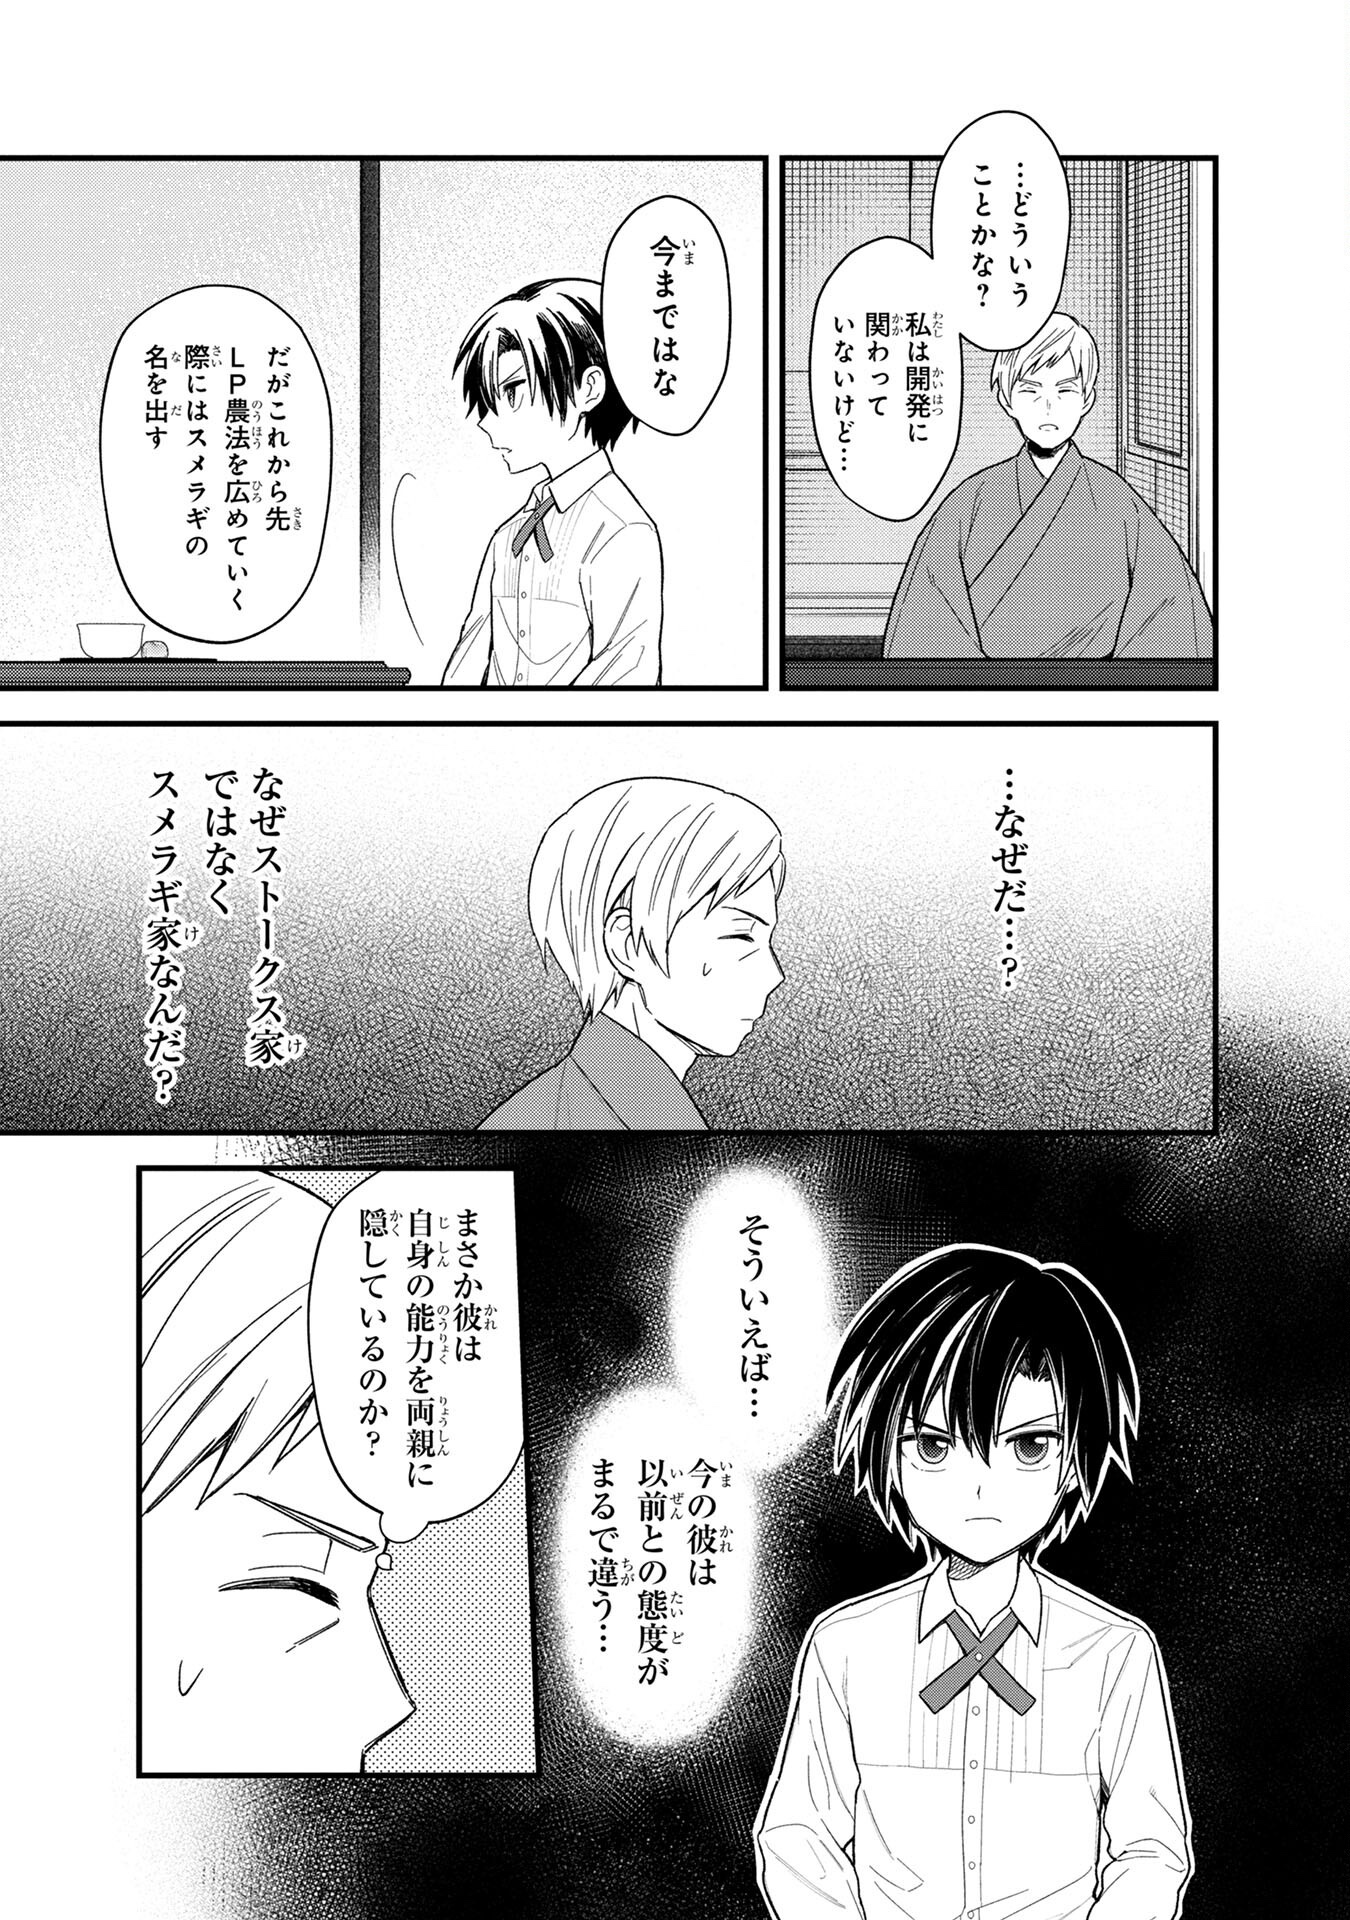 …どういう
ことかな？
私は開発に
関わって
いないけど…
今まではな
だがこれから先
ＬＰ農法を広めていく
際にはスメラギの
名を出す
…なぜだ…？
なぜストークス家
ではなく
スメラギ家なんだ？
そういえば…
今の彼は
以前との態度が
まるで違う…
まさか彼は
自身の能力を両親に
隠しているのか？